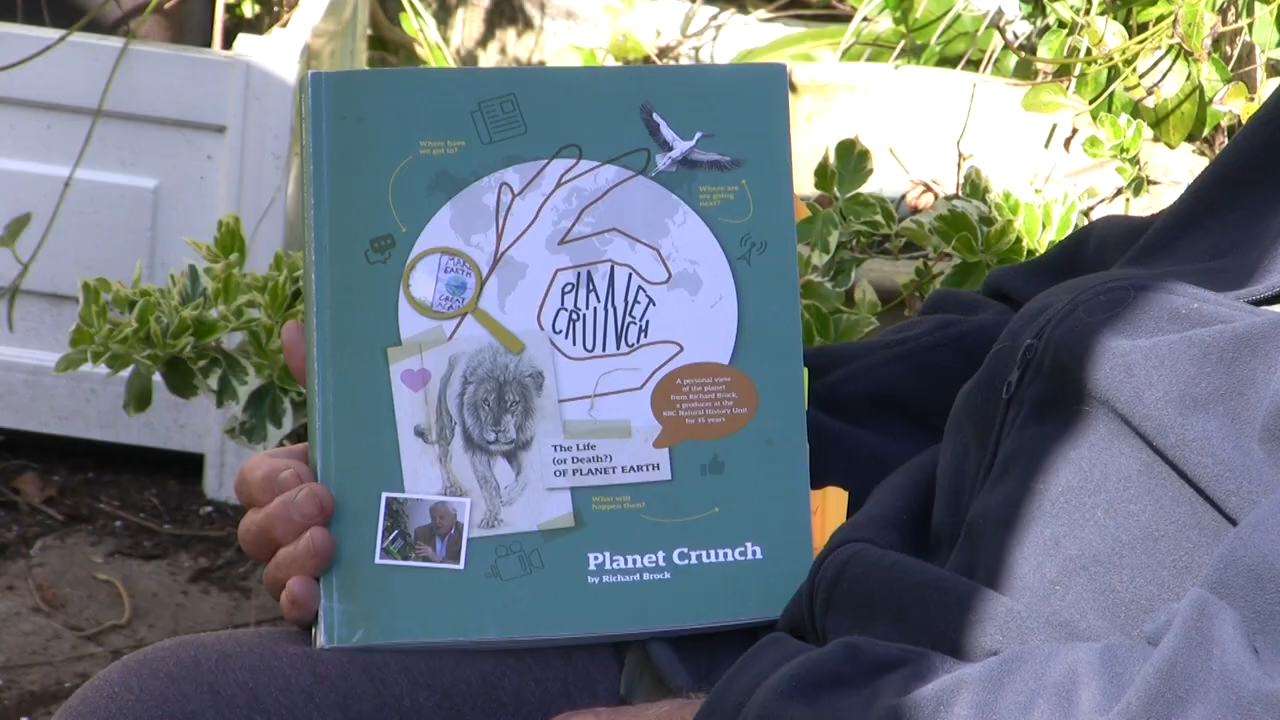 Where have
we got to?
Where are
we going
next?
MAKE
EARTH
GREAT
AGAIN
PLANET
CRUNCH
A personal view
of the planet
from Richard Brock,
a producer at the
BBC Natural History Unit
for 35 years
The Life
(or Death?)
OF PLANET EARTH
What will
happen then?
Planet Crunch
by Richard Brock